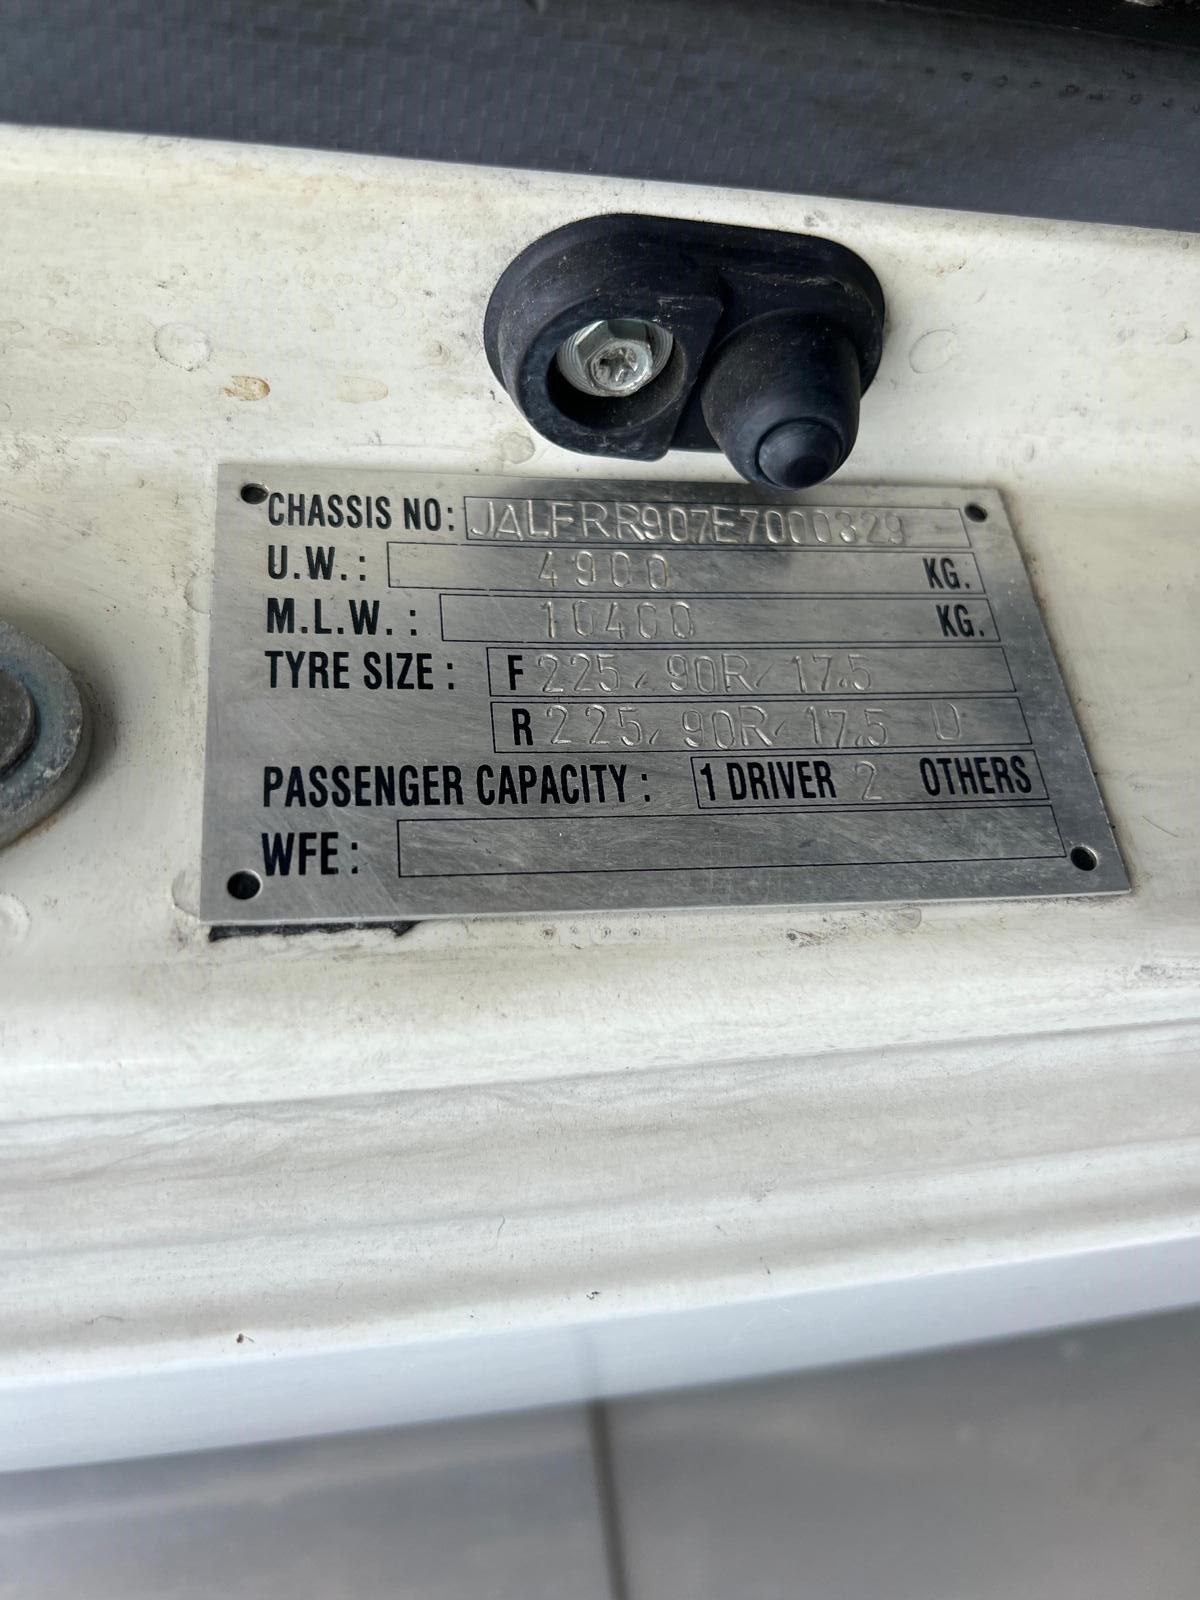 CHASSIS NO: JALFRR907E7000329
U.W.: 4900 KG.
M.L.W.: 10400 KG.
TYRE SIZE: F 225/90R/17.5
R 225/90R/17.5 D
PASSENGER CAPACITY: 1 DRIVER 2 OTHERS
WFE: